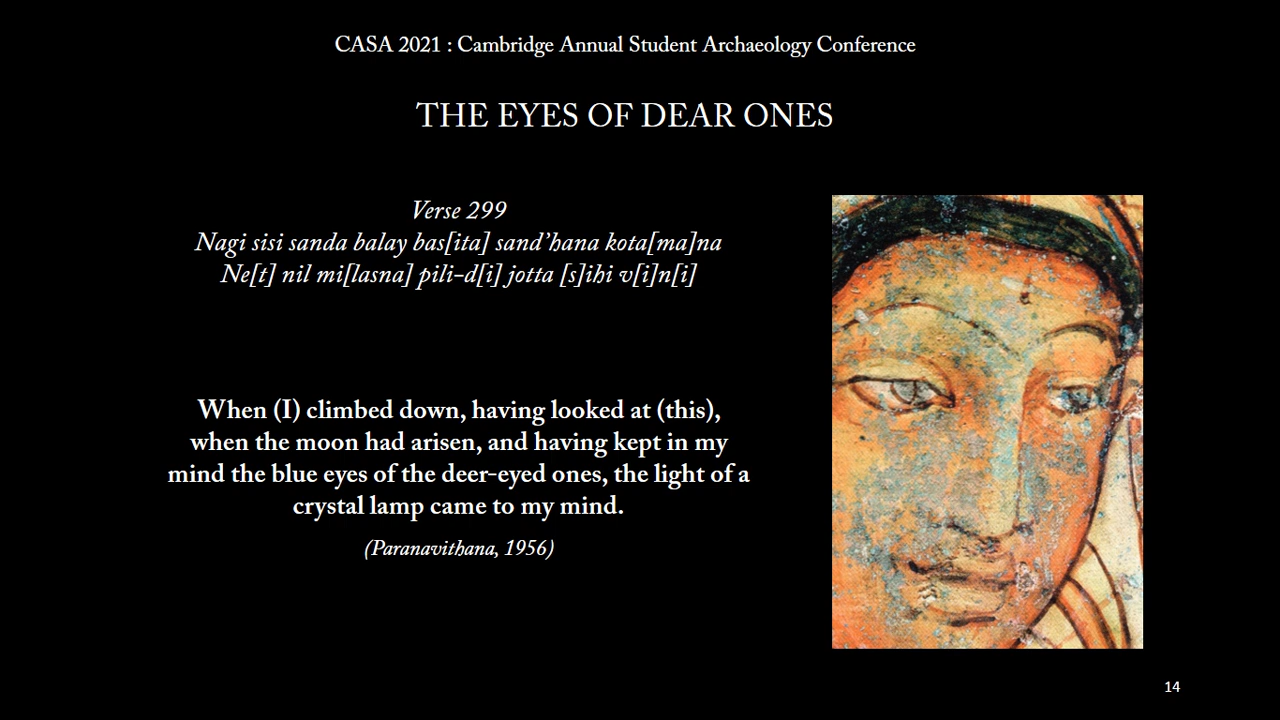 CASA 2021 : Cambridge Annual Student Archaeology Conference
THE EYES OF DEAR ONES
Verse 299
Nagi sisi sanda balay bas[ita] sand’hana kota[ma]na
Ne[t] nil mi[lasna] pili-d[i] jotta [s]ihi v[i]n[i]
When (I) climbed down, having looked at (this),
when the moon had arisen, and having kept in my
mind the blue eyes of the deer-eyed ones, the light of a
crystal lamp came to my mind.
(Paranavithana, 1956)
14